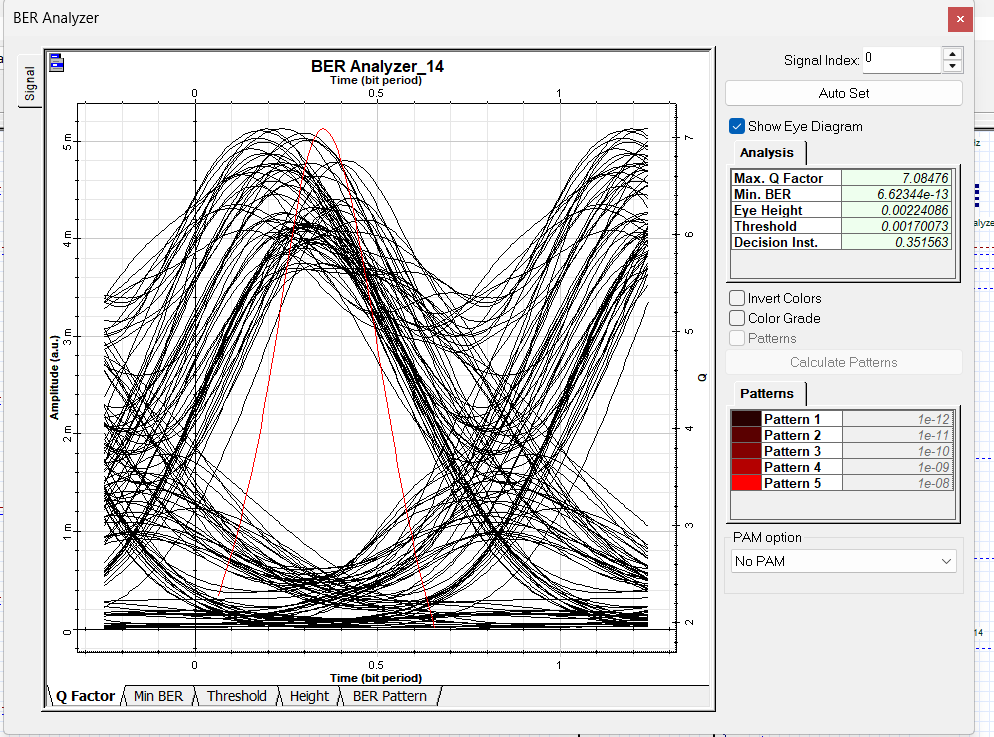 BER Analyzer
Signal
BER Analyzer_14
Time (bit period)
0 0.5 1
5 m
4 m
3 m
2 m
1 m
0
Amplitude (a.u.)
7
6
5
4
3
2
Q
0 0.5 1
Time (bit period)
Q Factor Min BER Threshold Height BER Pattern
Signal Index: 0
Auto Set
Show Eye Diagram
Analysis
Max. Q Factor 7.08476
Min. BER 6.62344e-13
Eye Height 0.00224086
Threshold 0.00170073
Decision Inst. 0.351563
Invert Colors
Color Grade
Patterns
Calculate Patterns
Patterns
Pattern 1 1e-12
Pattern 2 1e-11
Pattern 3 1e-10
Pattern 4 1e-09
Pattern 5 1e-08
PAM option
No PAM
14